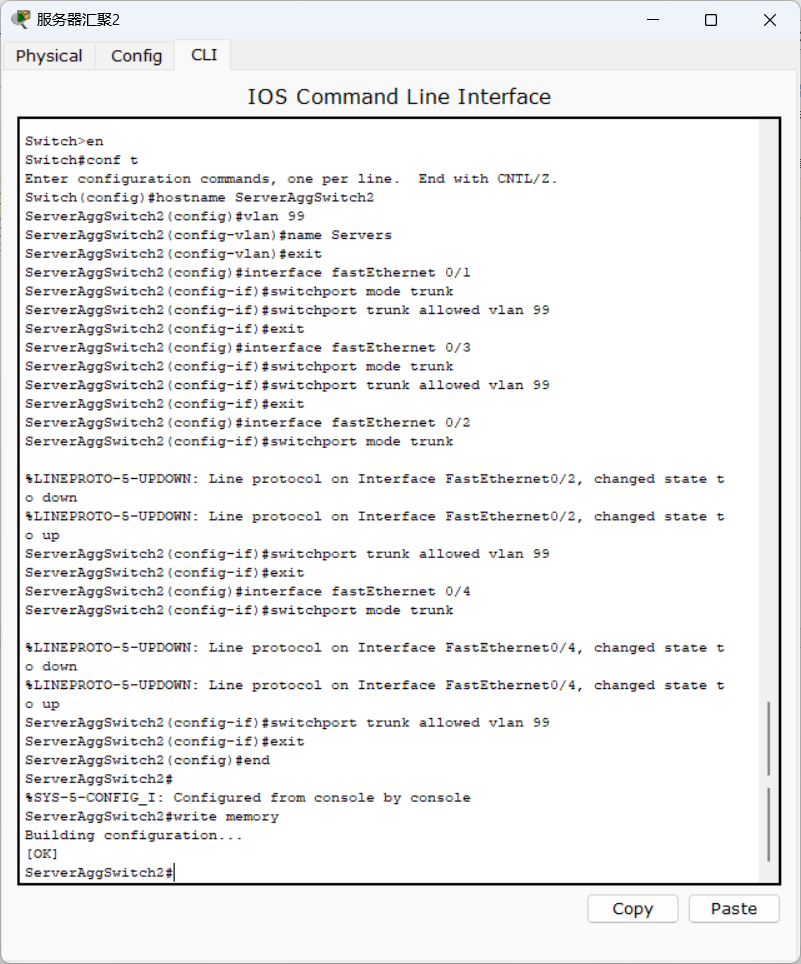 服务器汇聚2
Physical Config CLI
IOS Command Line Interface
Switch>en
Switch#conf t
Enter configuration commands, one per line.  End with CNTL/Z.
Switch(config)#hostname ServerAggSwitch2
ServerAggSwitch2(config)#vlan 99
ServerAggSwitch2(config-vlan)#name Servers
ServerAggSwitch2(config-vlan)#exit
ServerAggSwitch2(config)#interface fastEthernet 0/1
ServerAggSwitch2(config-if)#switchport mode trunk
ServerAggSwitch2(config-if)#switchport trunk allowed vlan 99
ServerAggSwitch2(config-if)#exit
ServerAggSwitch2(config)#interface fastEthernet 0/3
ServerAggSwitch2(config-if)#switchport mode trunk
ServerAggSwitch2(config-if)#switchport trunk allowed vlan 99
ServerAggSwitch2(config-if)#exit
ServerAggSwitch2(config)#interface fastEthernet 0/2
ServerAggSwitch2(config-if)#switchport mode trunk
%LINEPROTO-5-UPDOWN: Line protocol on Interface FastEthernet0/2, changed state t
o down
%LINEPROTO-5-UPDOWN: Line protocol on Interface FastEthernet0/2, changed state t
o up
ServerAggSwitch2(config-if)#switchport trunk allowed vlan 99
ServerAggSwitch2(config-if)#exit
ServerAggSwitch2(config)#interface fastEthernet 0/4
ServerAggSwitch2(config-if)#switchport mode trunk
%LINEPROTO-5-UPDOWN: Line protocol on Interface FastEthernet0/4, changed state t
o down
%LINEPROTO-5-UPDOWN: Line protocol on Interface FastEthernet0/4, changed state t
o up
ServerAggSwitch2(config-if)#switchport trunk allowed vlan 99
ServerAggSwitch2(config-if)#exit
ServerAggSwitch2(config)#end
ServerAggSwitch2#
%SYS-5-CONFIG_I: Configured from console by console
ServerAggSwitch2#write memory
Building configuration...
[OK]
ServerAggSwitch2#
Copy Paste